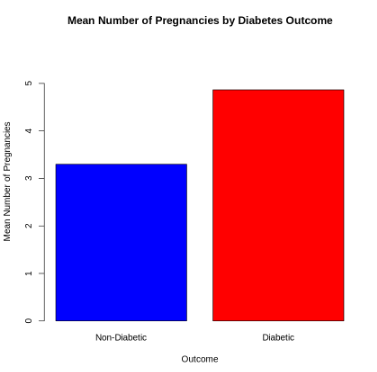 Mean Number of Pregnancies by Diabetes Outcome
Mean Number of Pregnancies
5
4
3
2
1
0
Non-Diabetic
Diabetic
Outcome